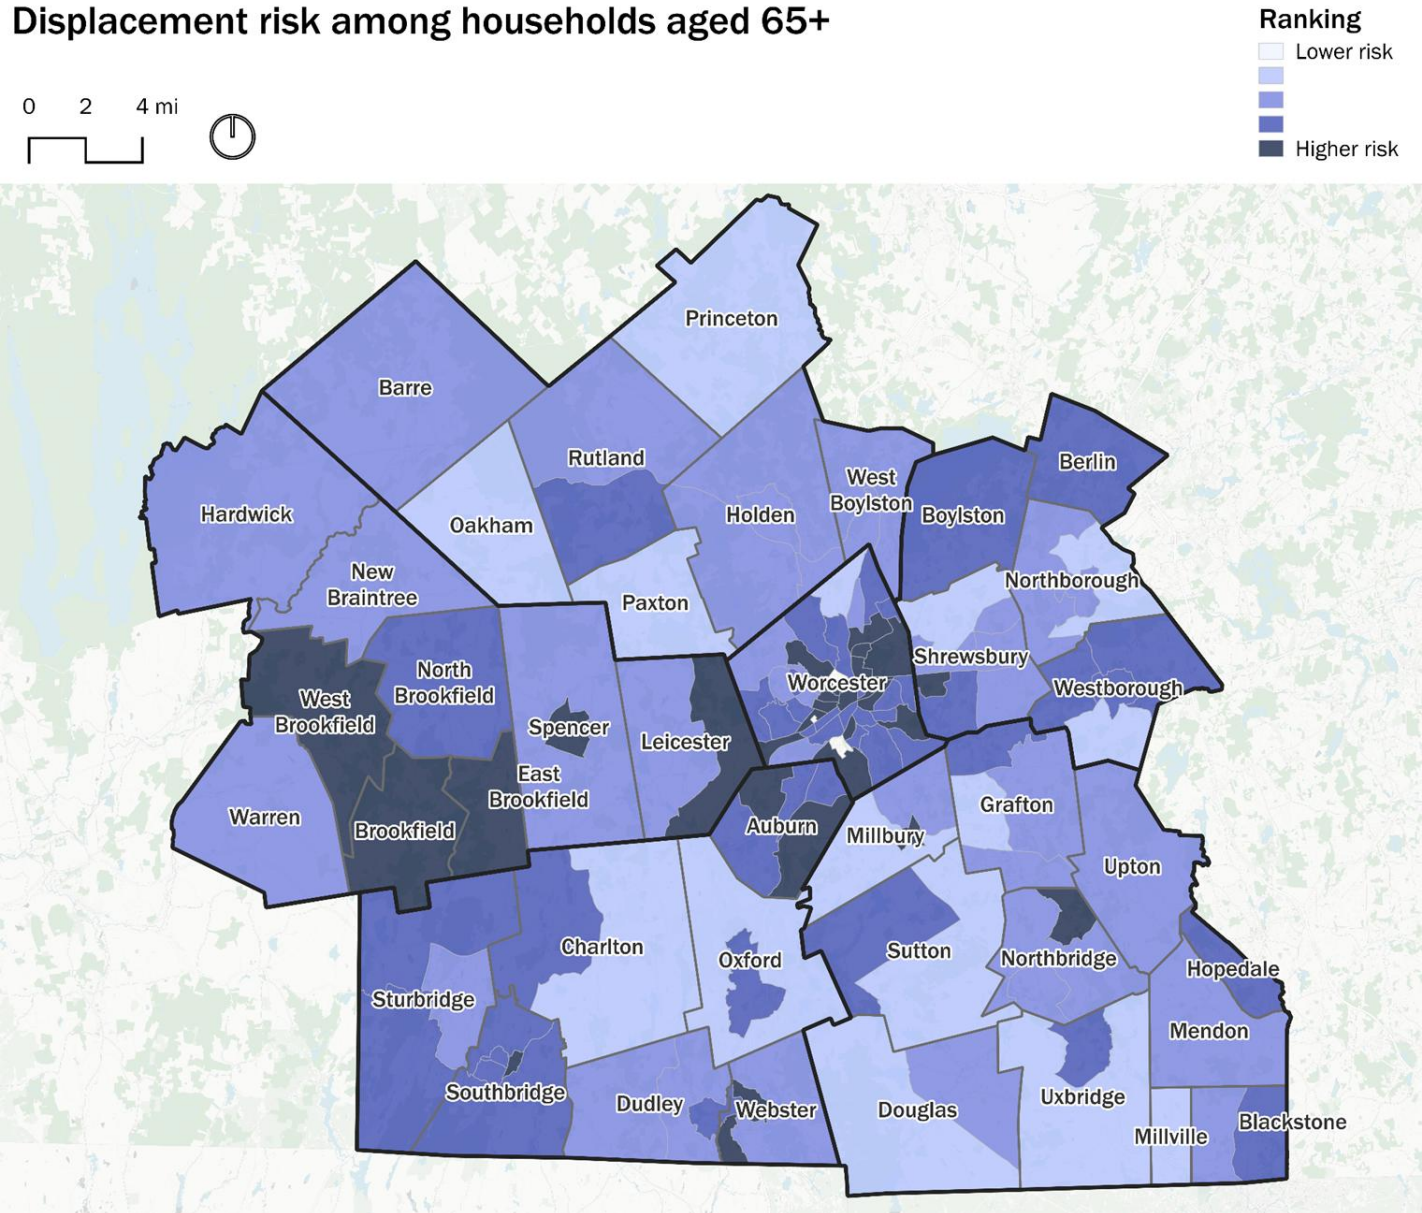 Displacement risk among households aged 65+
Ranking
Lower risk
Higher risk
0 2 4 mi
Princeton
Barre
Rutland
Berlin
West
Boylston
Hardwick
Oakham
Holden
Boylston
New
Braintree
Northborough
Paxton
Shrewsbury
North
Brookfield
Worcester
Westborough
West
Brookfield
Spencer
Leicester
East
Brookfield
Warren
Brookfield
Auburn
Millbury
Grafton
Upton
Charlton
Oxford
Sutton
Northbridge
Hopedale
Sturbridge
Mendon
Southbridge
Dudley
Webster
Douglas
Uxbridge
Millville
Blackstone